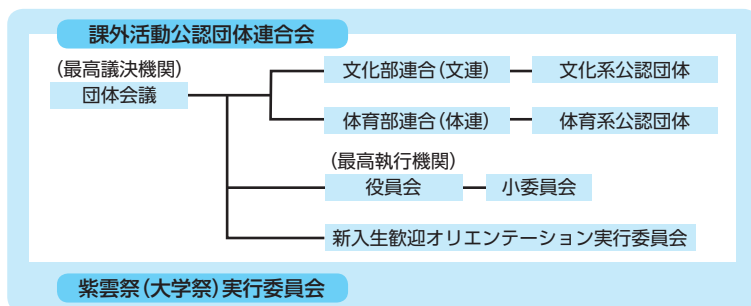 課外活動公認団体連合会
(最高議決機関)
団体会議
文化部連合(文連)
文化系公認団体
体育部連合(体連)
体育系公認団体
(最高執行機関)
役員会
小委員会
新入生歓迎オリエンテーション実行委員会
紫雲祭(大学祭)実行委員会